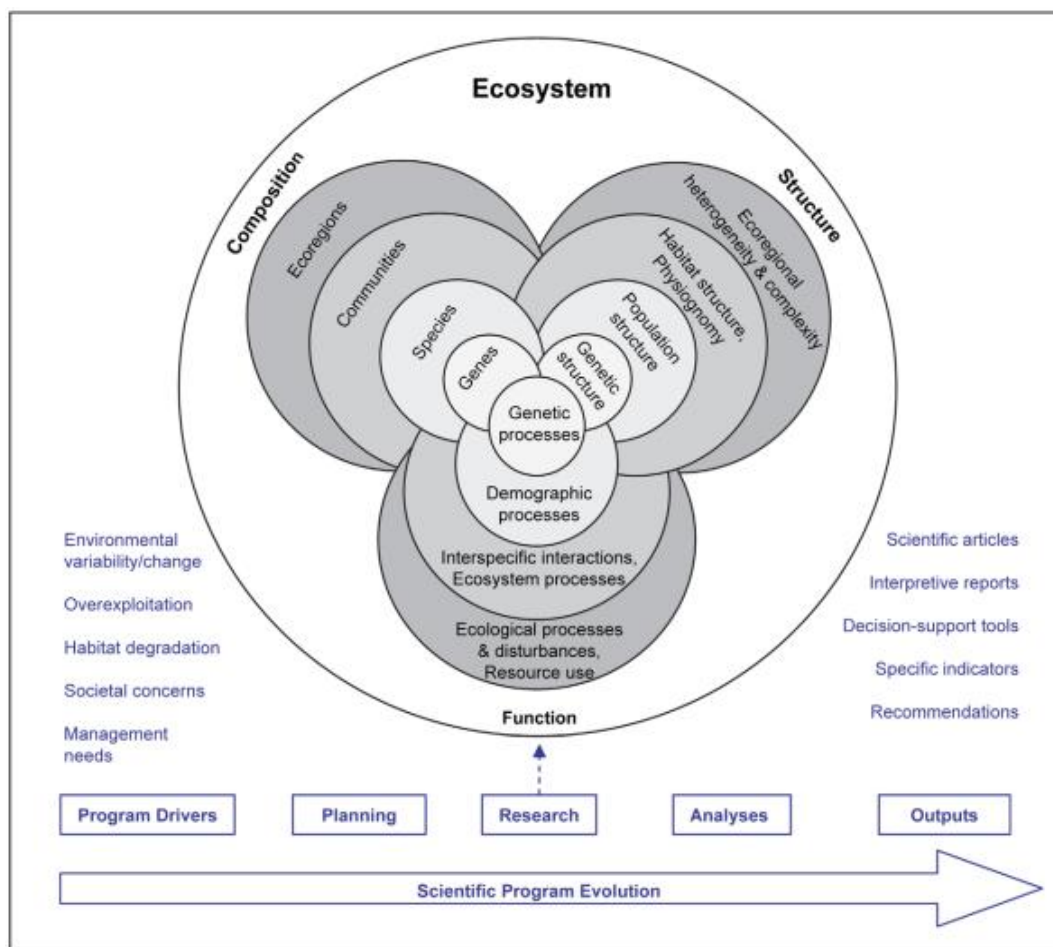 Ecosystem
Composition
Structure
Ecoregions
Communities
Species
Genes
Ecoregional
heterogeneity & complexity
Habitat structure,
Physiognomy
Population
structure
Genetic
structure
Genetic
processes
Demographic
processes
Interspecific interactions,
Ecosystem processes
Ecological processes
& disturbances,
Resource use
Function
Environmental
variability/change
Overexploitation
Habitat degradation
Societal concerns
Management
needs
Scientific articles
Interpretive reports
Decision-support tools
Specific indicators
Recommendations
Program Drivers
Planning
Research
Analyses
Outputs
Scientific Program Evolution